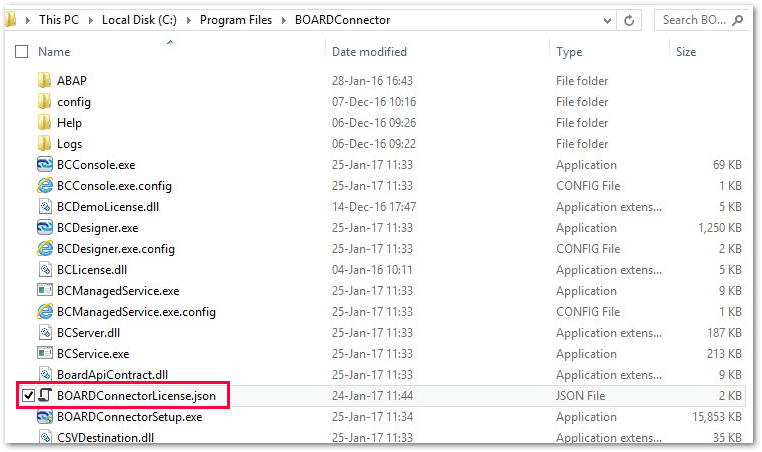 This PC Local Disk (C:) Program Files BOARDConnector Search BO...
Name Date modified Type Size
ABAP 28-Jan-16 16:43 File folder
config 07-Dec-16 10:16 File folder
Help 06-Dec-16 09:26 File folder
Logs 06-Dec-16 09:22 File folder
BCConsole.exe 25-Jan-17 11:33 Application 69 KB
BCConsole.exe.config 25-Jan-17 11:33 CONFIG File 1 KB
BCDemoLicense.dll 14-Dec-16 17:47 Application extens... 5 KB
BCDesigner.exe 25-Jan-17 11:33 Application 1,250 KB
BCDesigner.exe.config 25-Jan-17 11:33 CONFIG File 2 KB
BCLicense.dll 04-Jan-16 10:11 Application extens... 5 KB
BCManagedService.exe 25-Jan-17 11:33 Application 9 KB
BCManagedService.exe.config 25-Jan-17 11:33 CONFIG File 1 KB
BCServer.dll 25-Jan-17 11:33 Application extens... 187 KB
BCService.exe 25-Jan-17 11:33 Application 213 KB
BoardApiContract.dll 25-Jan-17 11:33 Application extens... 9 KB
BOARDConnectorLicense.json 24-Jan-17 11:44 JSON File 2 KB
BOARDConnectorSetup.exe 25-Jan-17 11:34 Application 15,853 KB
CSVDestination.dll 25-Jan-17 11:33 Application extens... 35 KB